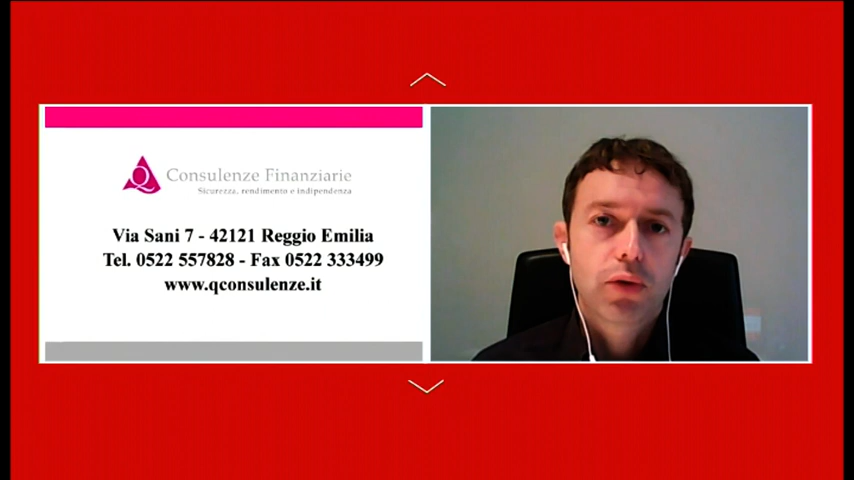 Q Consulenze Finanziarie
Sicurezza, rendimento e indipendenza
Via Sani 7 - 42121 Reggio Emilia
Tel. 0522 557828 - Fax 0522 333499
www.qconsulenze.it